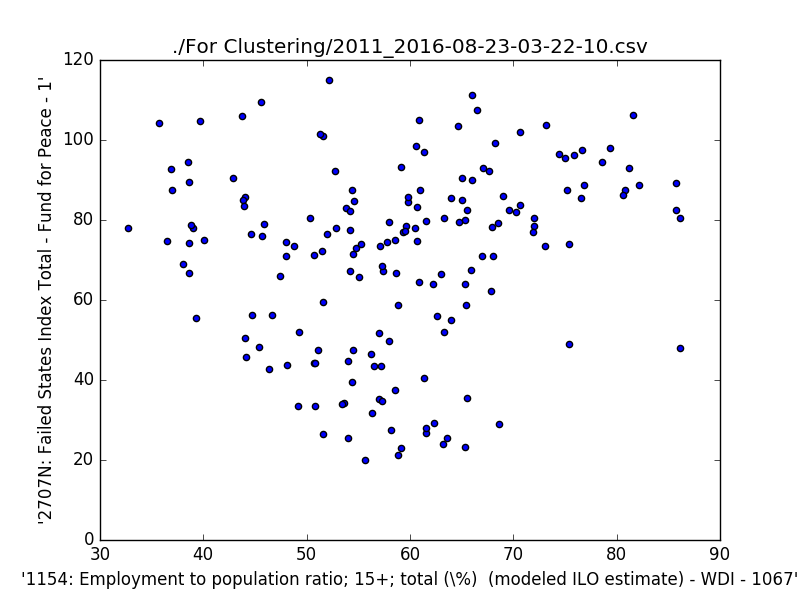 ./For Clustering/2011_2016-08-23-03-22-10.csv
'2707N: Failed States Index Total - Fund for Peace - 1'
120
100
80
60
40
20
0
30 40 50 60 70 80 90
'1154: Employment to population ratio; 15+; total (\%)  (modeled ILO estimate) - WDI - 1067'